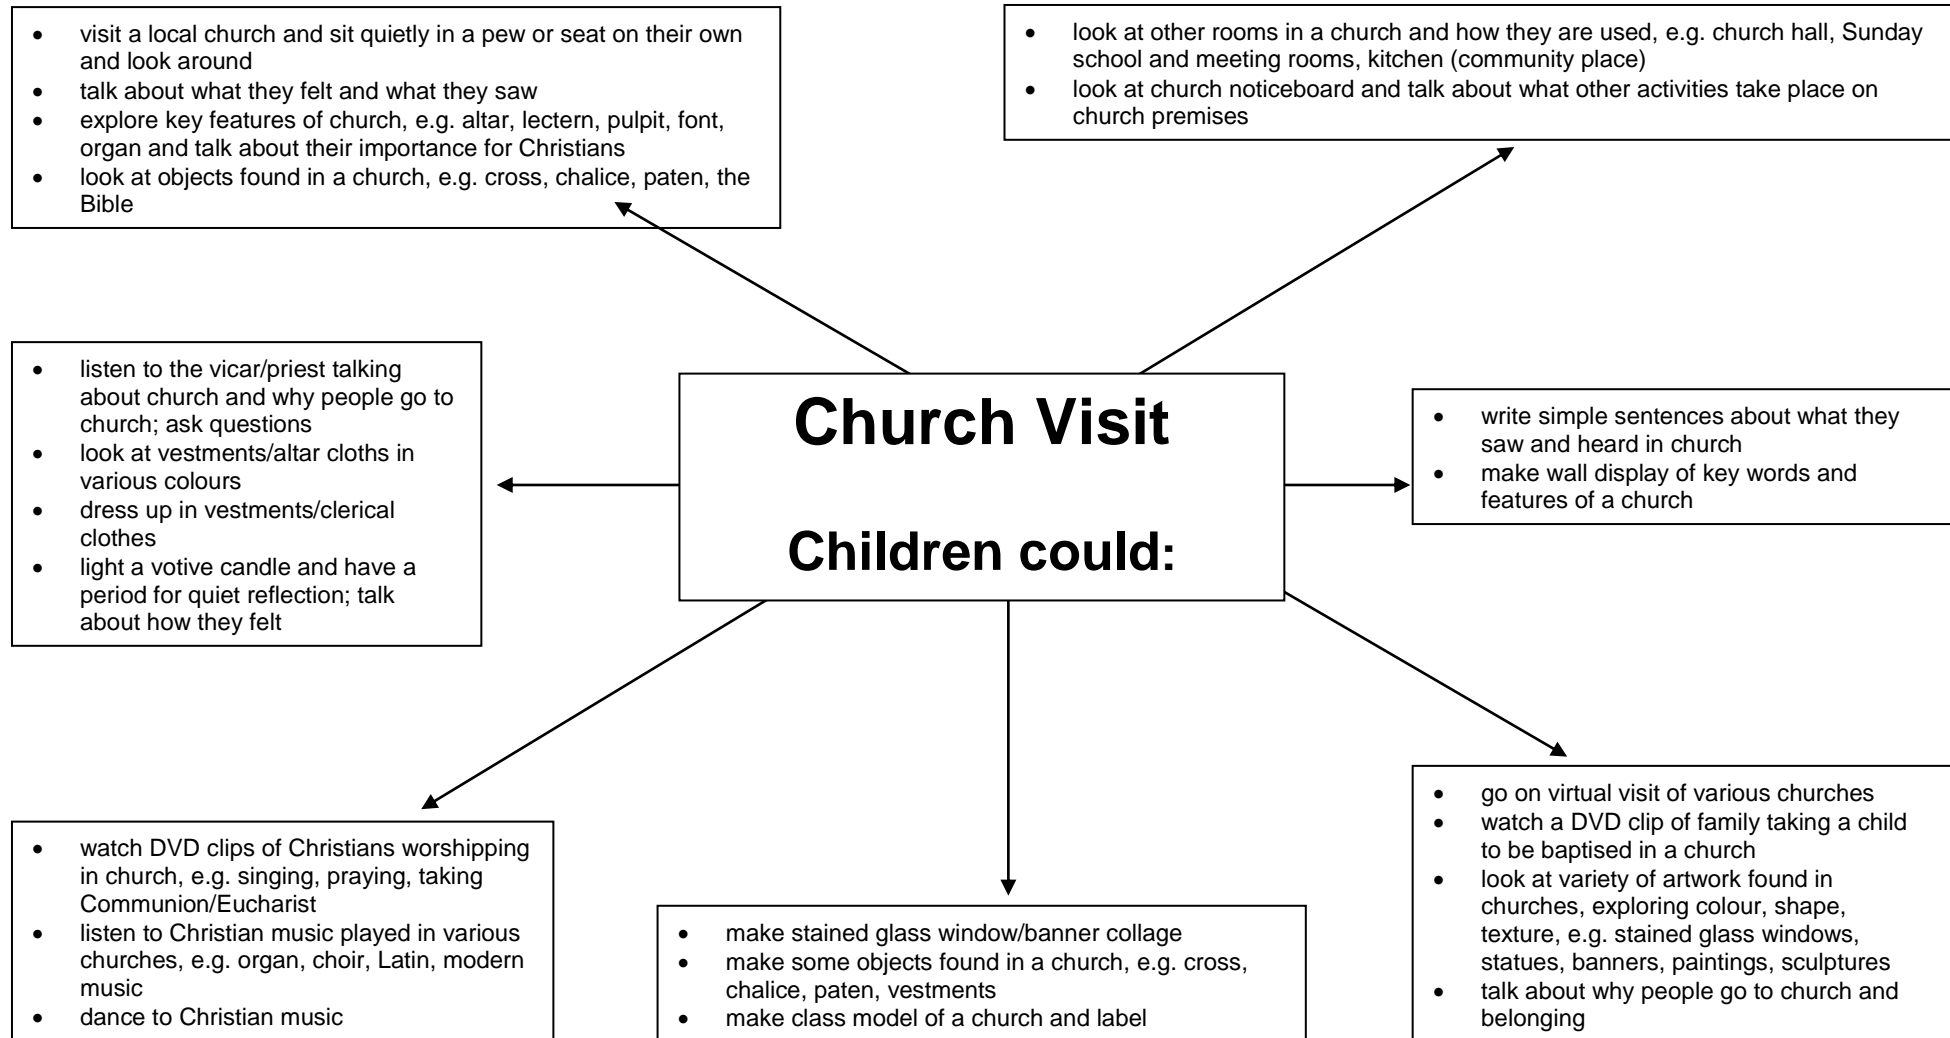 • visit a local church and sit quietly in a pew or seat on their own
and look around
• talk about what they felt and what they saw
• explore key features of church, e.g. altar, lectern, pulpit, font,
organ and talk about their importance for Christians
• look at objects found in a church, e.g. cross, chalice, paten, the
Bible
• look at other rooms in a church and how they are used, e.g. church hall, Sunday
school and meeting rooms, kitchen (community place)
• look at church noticeboard and talk about what other activities take place on
church premises
• listen to the vicar/priest talking
about church and why people go to
church; ask questions
• look at vestments/altar cloths in
various colours
• dress up in vestments/clerical
clothes
• light a votive candle and have a
period for quiet reflection; talk
about how they felt
Church Visit
Children could:
• write simple sentences about what they
saw and heard in church
• make wall display of key words and
features of a church
• watch DVD clips of Christians worshipping
in church, e.g. singing, praying, taking
Communion/Eucharist
• listen to Christian music played in various
churches, e.g. organ, choir, Latin, modern
music
• dance to Christian music
• make stained glass window/banner collage
• make some objects found in a church, e.g. cross,
chalice, paten, vestments
• make class model of a church and label
• go on virtual visit of various churches
• watch a DVD clip of family taking a child
to be baptised in a church
• look at variety of artwork found in
churches, exploring colour, shape,
texture, e.g. stained glass windows,
statues, banners, paintings, sculptures
• talk about why people go to church and
belonging